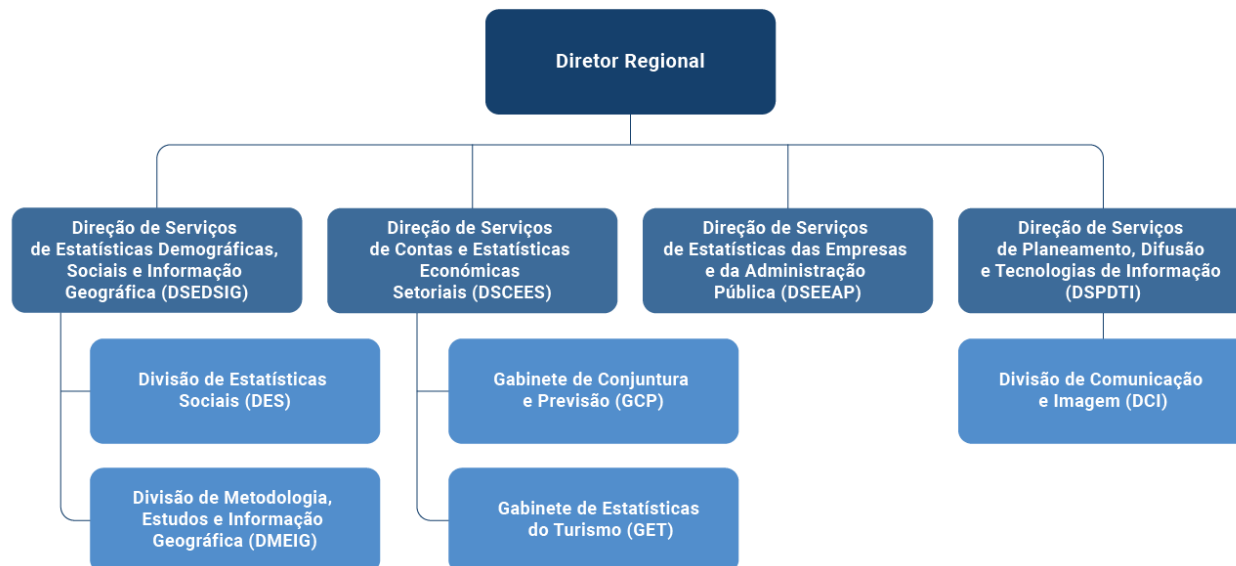 Diretor Regional
Direção de Serviços
de Estatísticas Demográficas,
Sociais e Informação
Geográfica (DSEDSIG)
Direção de Serviços
de Contas e Estatísticas
Económicas
Setoriais (DSCEES)
Direção de Serviços
de Estatísticas das Empresas
e da Administração
Pública (DSEEAP)
Direção de Serviços
de Planeamento, Difusão
e Tecnologias de Informação
(DSPDTI)
Divisão de Estatísticas
Sociais (DES)
Gabinete de Conjuntura
e Previsão (GCP)
Divisão de Comunicação
e Imagem (DCI)
Divisão de Metodologia,
Estudos e Informação
Geográfica (DMEIG)
Gabinete de Estatísticas
do Turismo (GET)